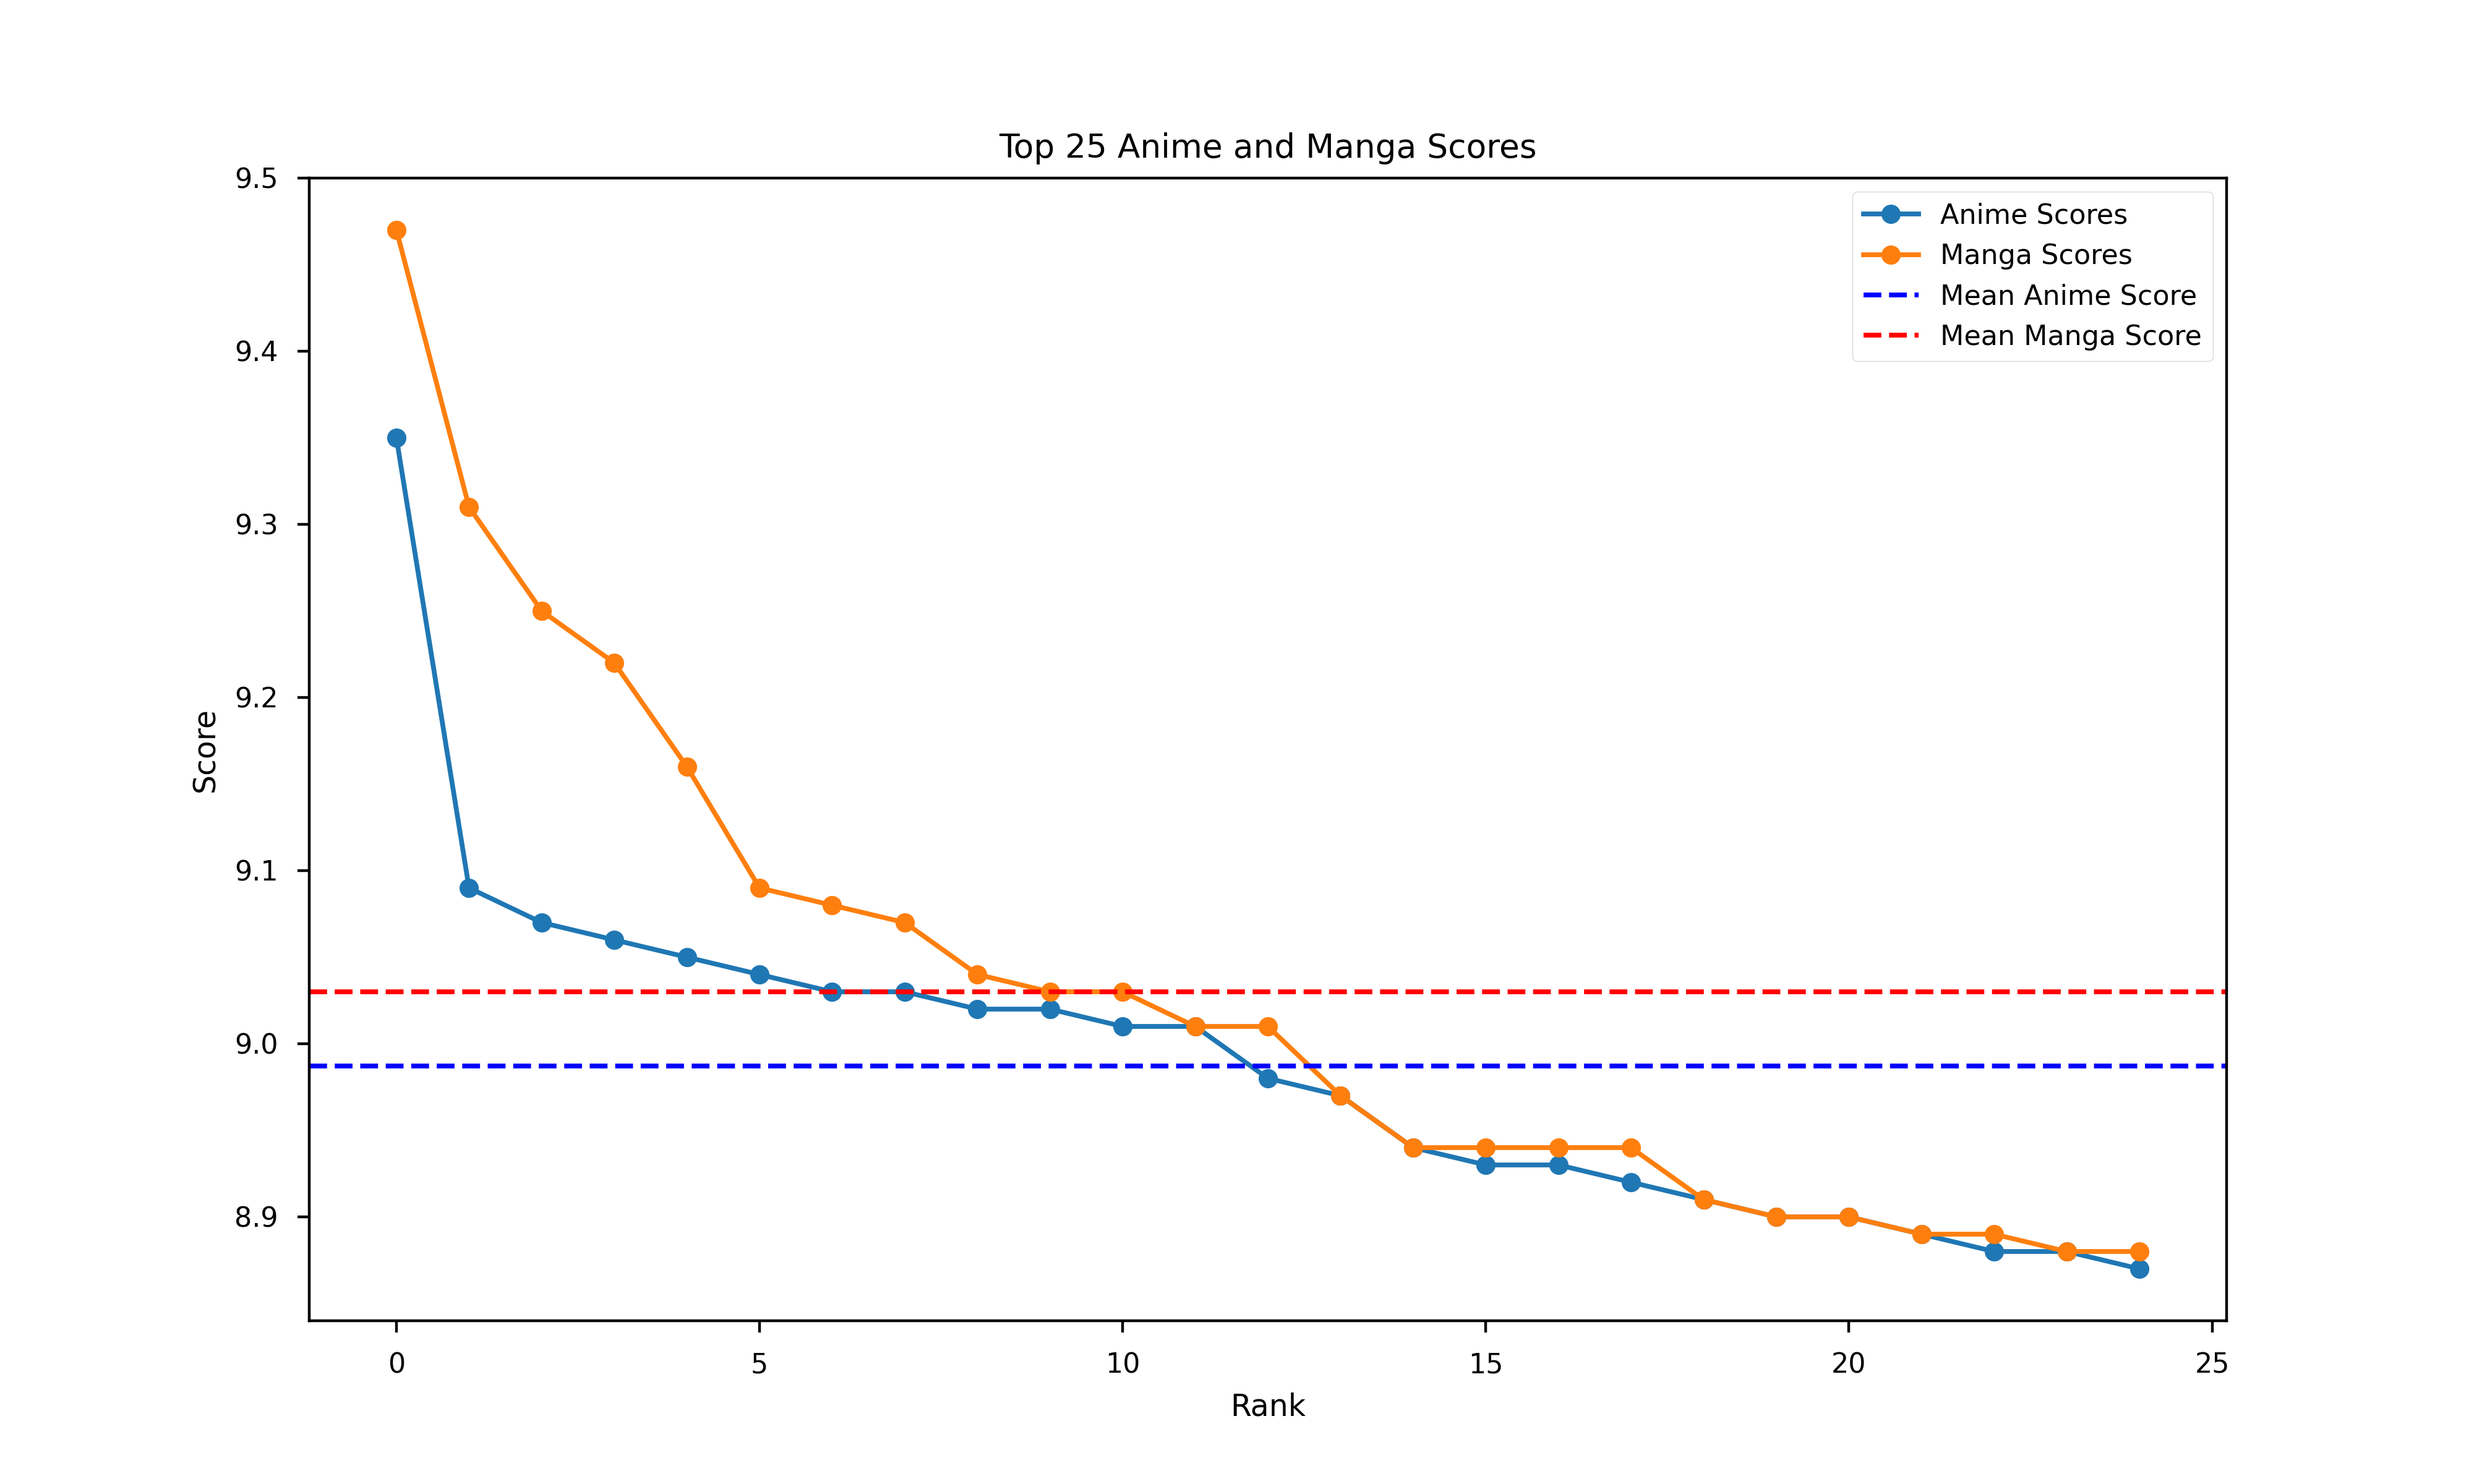 Top 25 Anime and Manga Scores
Anime Scores
Manga Scores
Mean Anime Score
Mean Manga Score
Score
9.5
9.4
9.3
9.2
9.1
9.0
8.9
0 5 10 15 20 25
Rank